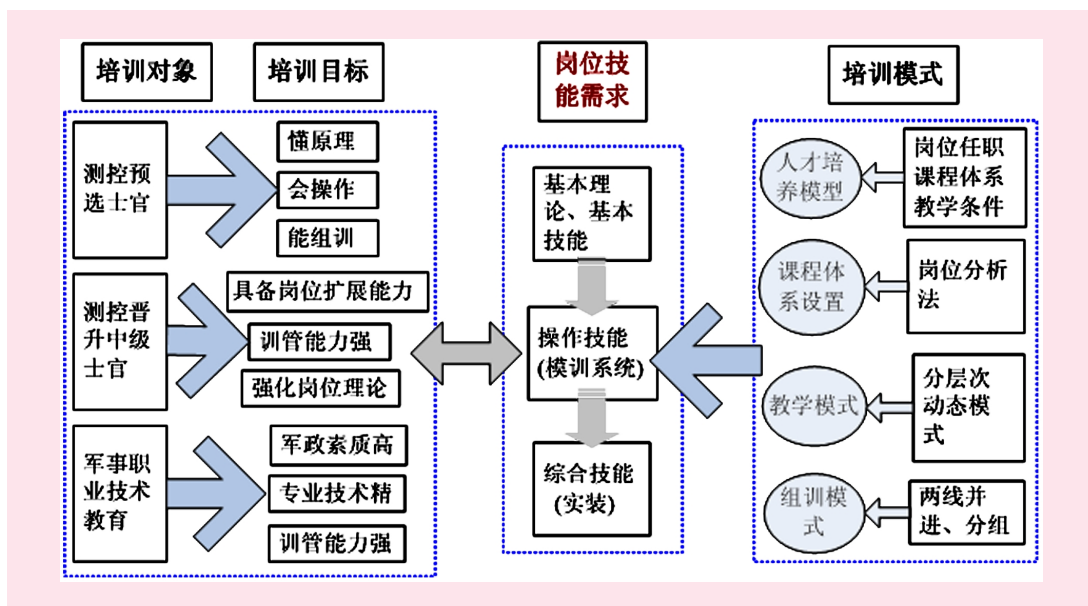 培训对象
培训目标
岗位技
能需求
培训模式
测控预
选士官
懂原理
会操作
能组训
测控晋
升中级
士官
具备岗位扩展能力
训管能力强
强化岗位理论
军事职
业技术
教育
军政素质高
专业技术精
训管能力强
基本理
论、基本
技能
操作技能
(模训系统)
综合技能
(实装)
人才培
养模型
岗位任职
课程体系
教学条件
课程体
系设置
岗位分析
法
教学模式
分层次
动态模
式
组训模
式
两线并
进、分组